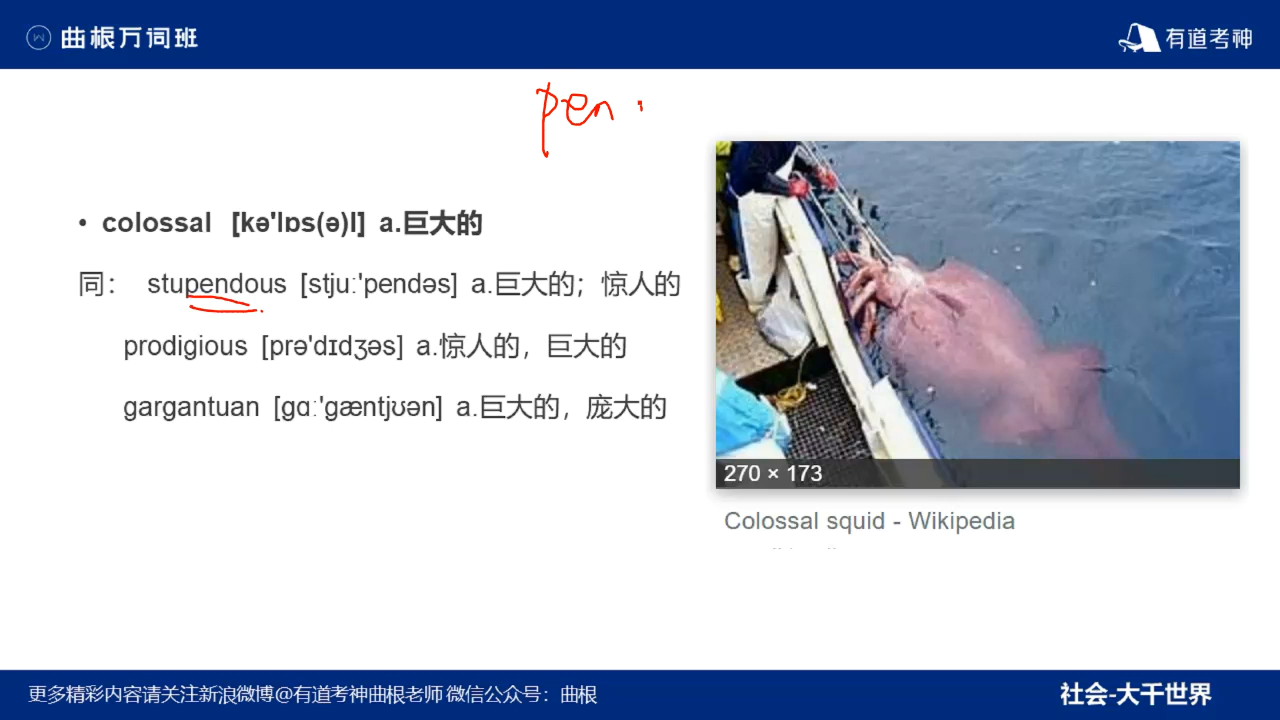 曲根万词班
有道考神
pen
• colossal [kə'lɒs(ə)l] a.巨大的
同： stupendous [stjuː'pendəs] a.巨大的；惊人的
prodigious [prə'dɪdʒəs] a.惊人的，巨大的
gargantuan [ɡɑː'ɡæntjʊən] a.巨大的，庞大的
270 × 173
Colossal squid - Wikipedia
更多精彩内容请关注新浪微博@有道考神曲根老师 微信公众号：曲根
社会-大千世界